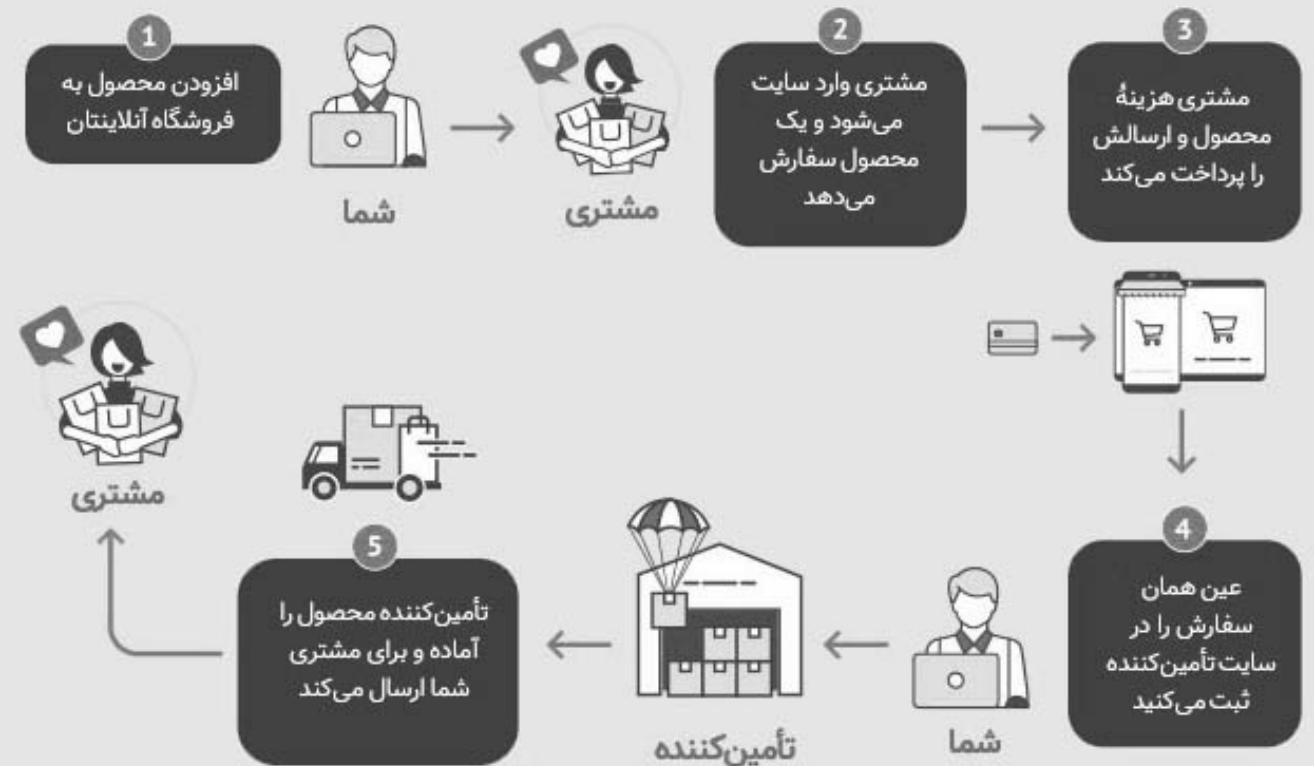 1
افزودن محصول به
فروشگاه آنلاینتان
شما
مشتری
2
مشتری وارد سایت
می‌شود و یک
محصول سفارش
می‌دهد
3
مشتری هزینهٔ
محصول و ارسالش
را پرداخت می‌کند
4
عین همان
سفارش را در
سایت تأمین‌کننده
ثبت می‌کنید
شما
تأمین‌کننده
5
تأمین‌کننده محصول را
آماده و برای مشتری
شما ارسال می‌کند
مشتری